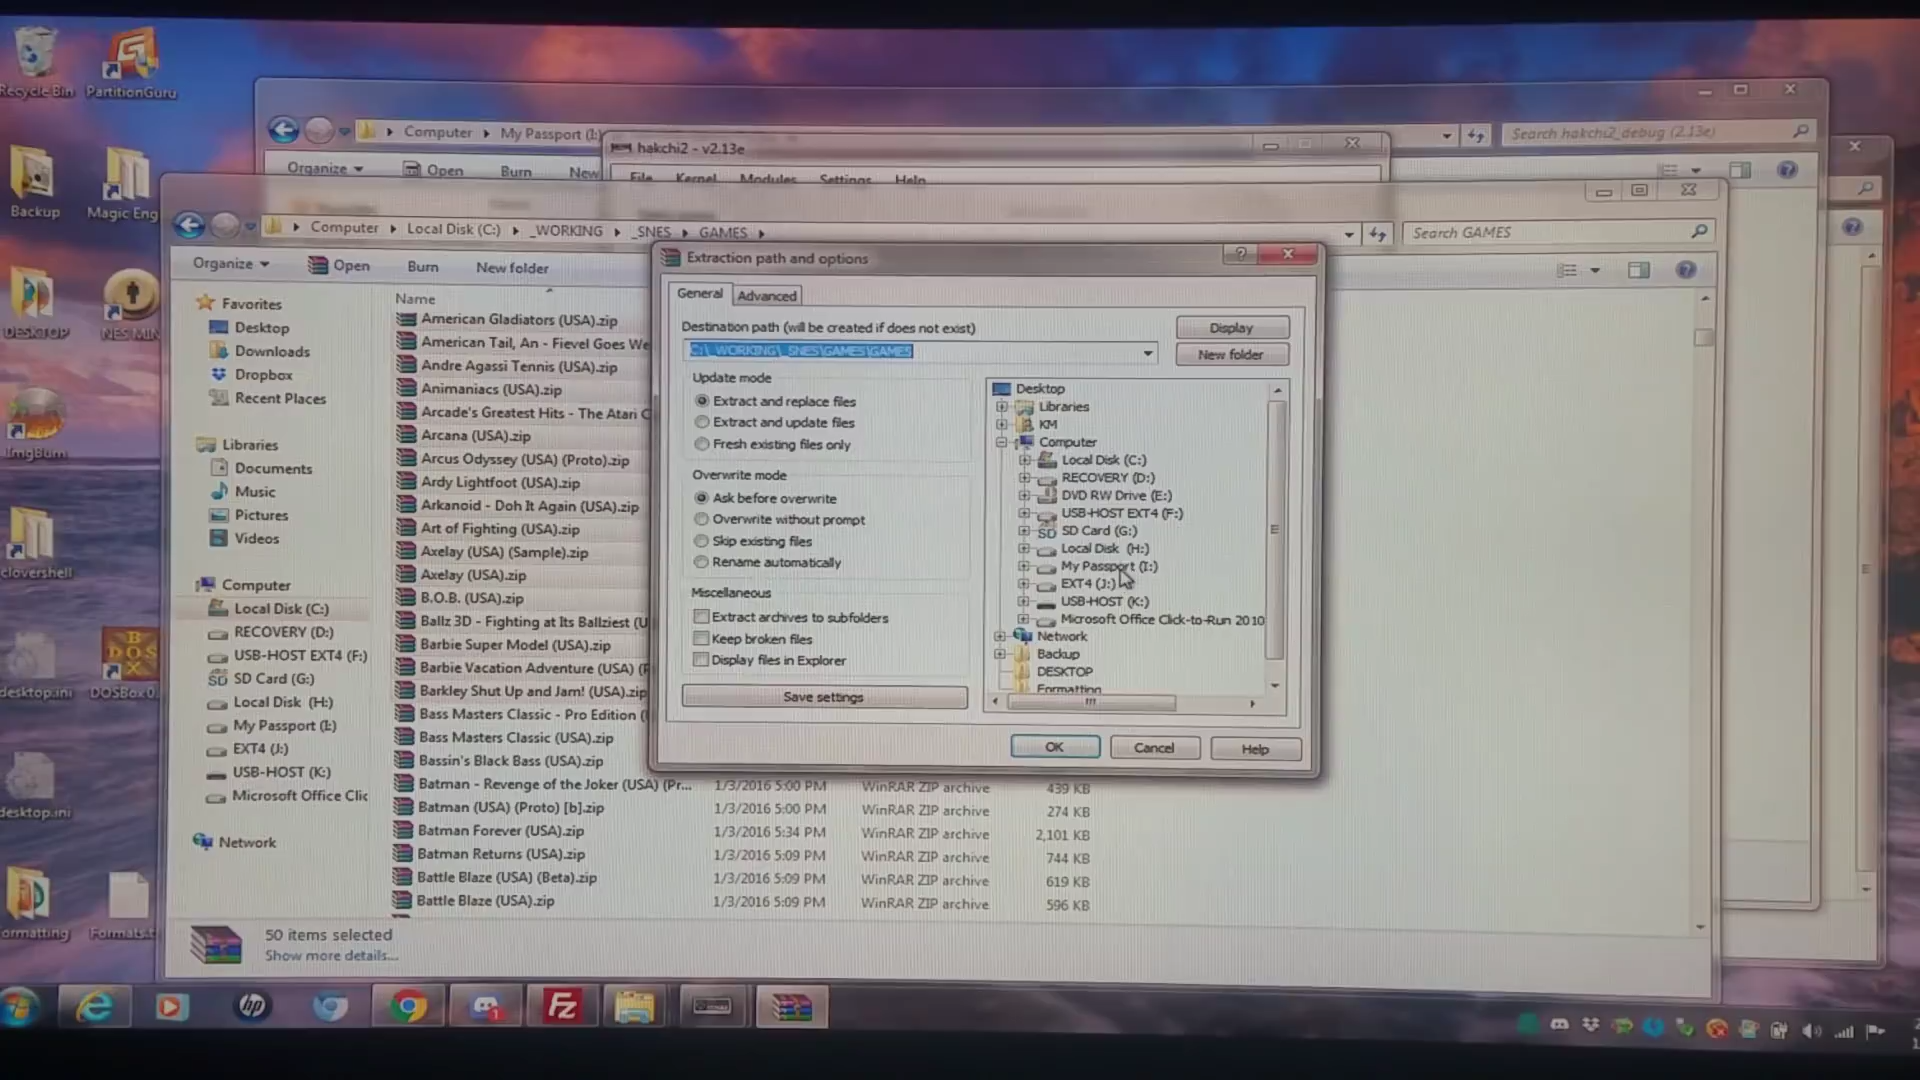 Recycle Bin
PartitionGuru
Backup
Magic Eng
DESKTOP
NES MIN
ImgBurn
clovershell
desktop.ini
DOSBox 0.
desktop.ini
Formatting
Computer ▸ My Passport (I:)
Search hakchi2_debug (2.13e)
Organize
Open
Burn
New
hakchi2 - v2.13e
File Kernel Modules Settings Help
Computer ▸ Local Disk (C:) ▸ _WORKING ▸ _SNES ▸ GAMES ▸
Search GAMES
Organize
Open
Burn
New folder
Favorites
Desktop
Downloads
Dropbox
Recent Places
Libraries
Documents
Music
Pictures
Videos
Computer
Local Disk (C:)
RECOVERY (D:)
USB-HOST EXT4 (F:)
SD Card (G:)
Local Disk (H:)
My Passport (I:)
EXT4 (J:)
USB-HOST (K:)
Microsoft Office Clic
Network
Name
American Gladiators (USA).zip
American Tail, An - Fievel Goes We
Andre Agassi Tennis (USA).zip
Animaniacs (USA).zip
Arcade's Greatest Hits - The Atari C
Arcana (USA).zip
Arcus Odyssey (USA) (Proto).zip
Ardy Lightfoot (USA).zip
Arkanoid - Doh It Again (USA).zip
Art of Fighting (USA).zip
Axelay (USA) (Sample).zip
Axelay (USA).zip
B.O.B. (USA).zip
Ballz 3D - Fighting at Its Ballziest (U
Barbie Super Model (USA).zip
Barbie Vacation Adventure (USA) (P
Barkley Shut Up and Jam! (USA).zip
Bass Masters Classic - Pro Edition (
Bass Masters Classic (USA).zip
Bassin's Black Bass (USA).zip
Batman - Revenge of the Joker (USA) (Pr... 1/3/2016 5:00 PM WinRAR ZIP archive 439 KB
Batman (USA) (Proto) [b].zip 1/3/2016 5:00 PM WinRAR ZIP archive 274 KB
Batman Forever (USA).zip 1/3/2016 5:34 PM WinRAR ZIP archive 2,101 KB
Batman Returns (USA).zip 1/3/2016 5:09 PM WinRAR ZIP archive 744 KB
Battle Blaze (USA) (Beta).zip 1/3/2016 5:09 PM WinRAR ZIP archive 619 KB
Battle Blaze (USA).zip 1/3/2016 5:09 PM WinRAR ZIP archive 596 KB
50 items selected
Show more details...
Extraction path and options
General
Advanced
Destination path (will be created if does not exist)
C:\_WORKING\_SNES\GAMES\GAMES
Display
New folder
Update mode
Extract and replace files
Extract and update files
Fresh existing files only
Overwrite mode
Ask before overwrite
Overwrite without prompt
Skip existing files
Rename automatically
Miscellaneous
Extract archives to subfolders
Keep broken files
Display files in Explorer
Save settings
Desktop
Libraries
KM
Computer
Local Disk (C:)
RECOVERY (D:)
DVD RW Drive (E:)
USB-HOST EXT4 (F:)
SD Card (G:)
Local Disk (H:)
My Passport (I:)
EXT4 (J:)
USB-HOST (K:)
Microsoft Office Click-to-Run 2010
Network
Backup
DESKTOP
Formatting
OK
Cancel
Help
hp
1
Fz